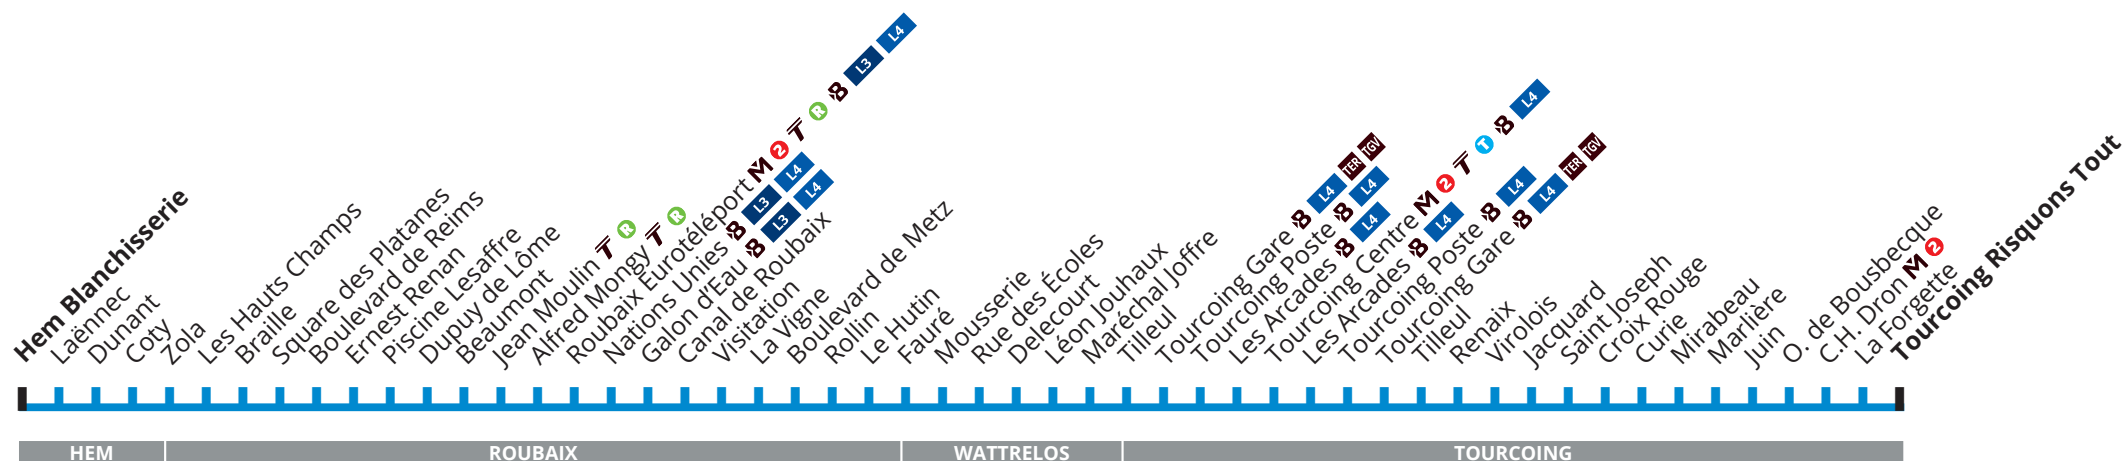 Hem Blanchisserie
Laënnec
Dunant
Coty
Zola
Les Hauts Champs
Braille
Square des Platanes
Boulevard de Reims
Ernest Renan
Piscine Lesaffre
Dupuy de Lôme
Beaumont
Jean Moulin T R
Alfred Mongy T R
Roubaix Eurotéléport M 2 T R B L3 L4
Nations Unies B L3 L4
Galon d'Eau B L3 L4
Canal de Roubaix
Visitation
La Vigne
Boulevard de Metz
Rollin
Le Hutin
Fauré
Mousserie
Rue des Écoles
Delecourt
Léon Jouhaux
Maréchal Joffre
Tilleul
Tourcoing Gare B L4 TER TGV
Tourcoing Poste B L4
Les Arcades B L4
Tourcoing Centre M 2 T T B L4
Les Arcades B L4
Tourcoing Poste B L4
Tourcoing Gare B L4 TER TGV
Tilleul
Renaix
Virolois
Jacquard
Saint Joseph
Croix Rouge
Curie
Mirabeau
Marlière
Juin
O. de Bousbecque
C.H. Dron M 2
La Forgette
Tourcoing Risquons Tout
HEM
ROUBAIX
WATTRELOS
TOURCOING